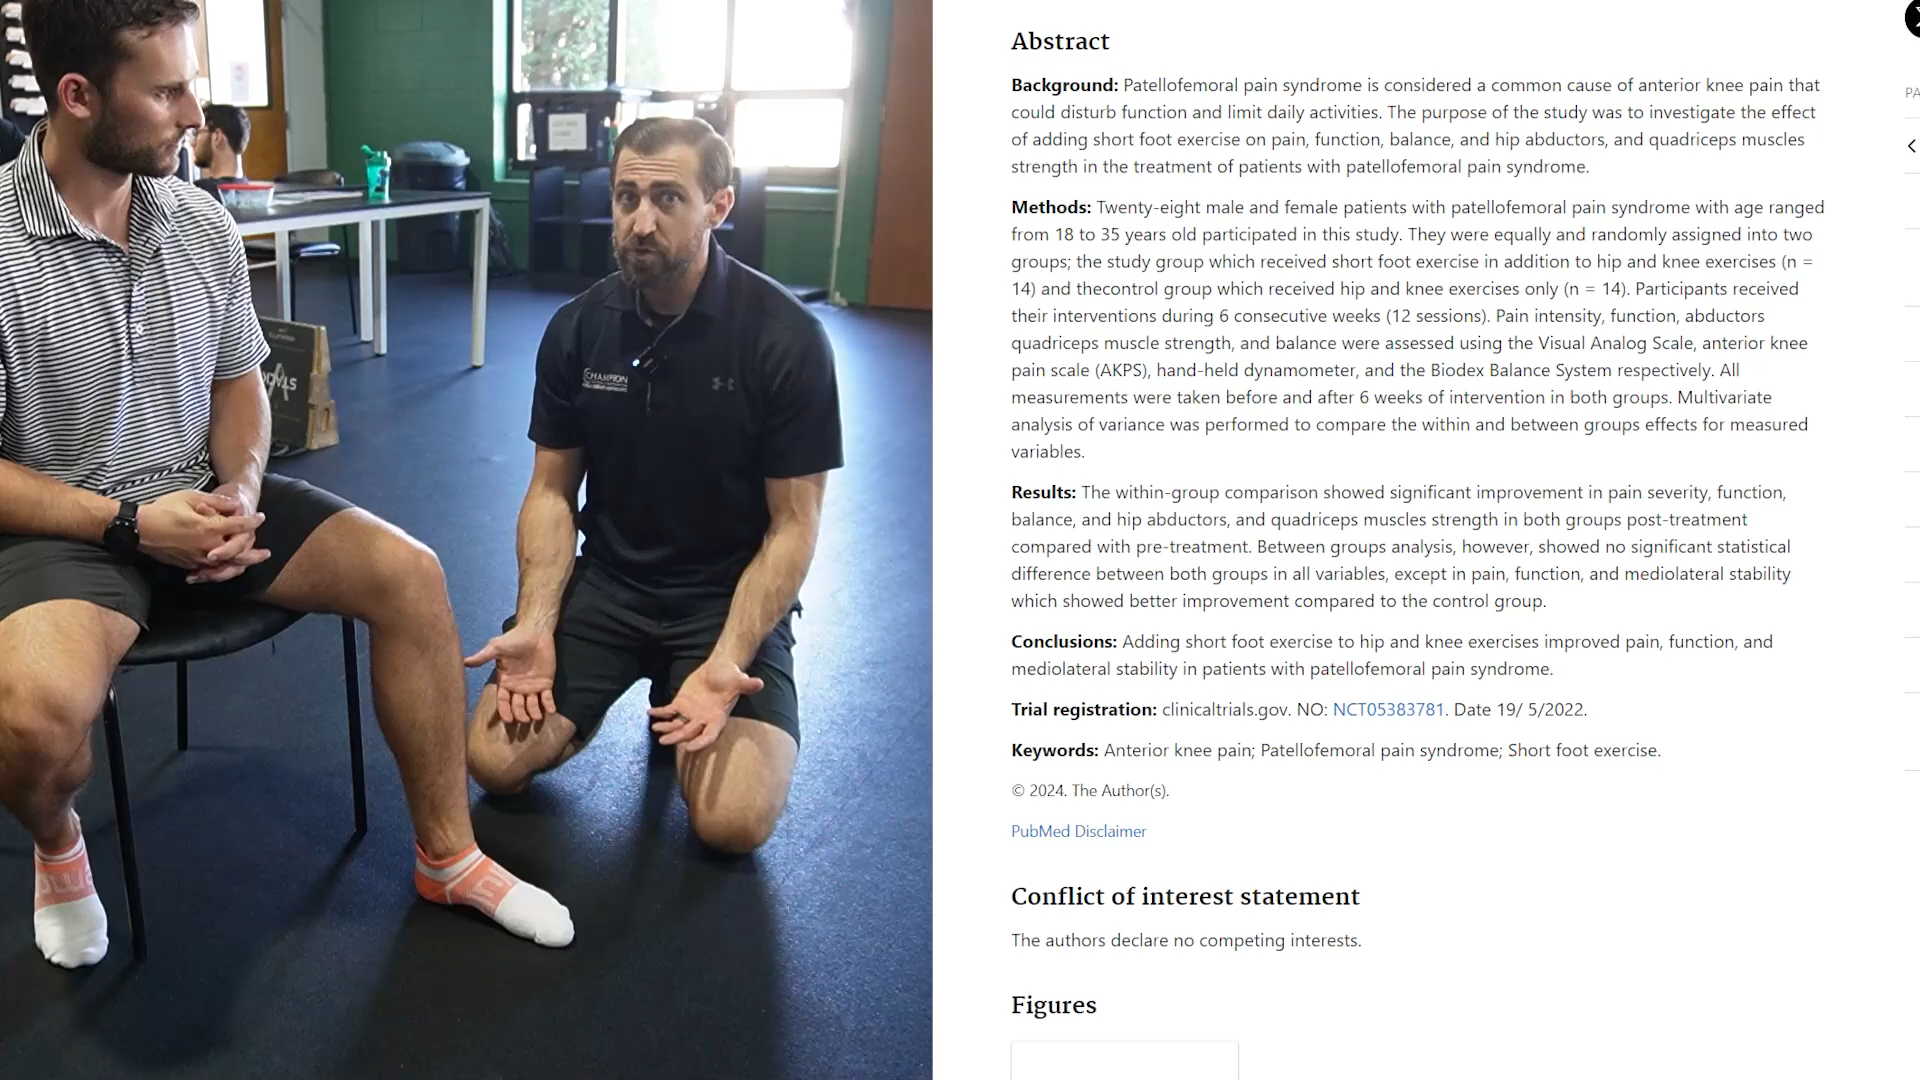 CHAMPION
Abstract
Background: Patellofemoral pain syndrome is considered a common cause of anterior knee pain that
could disturb function and limit daily activities. The purpose of the study was to investigate the effect
of adding short foot exercise on pain, function, balance, and hip abductors, and quadriceps muscles
strength in the treatment of patients with patellofemoral pain syndrome.
Methods: Twenty-eight male and female patients with patellofemoral pain syndrome with age ranged
from 18 to 35 years old participated in this study. They were equally and randomly assigned into two
groups; the study group which received short foot exercise in addition to hip and knee exercises (n =
14) and thecontrol group which received hip and knee exercises only (n = 14). Participants received
their interventions during 6 consecutive weeks (12 sessions). Pain intensity, function, abductors
quadriceps muscle strength, and balance were assessed using the Visual Analog Scale, anterior knee
pain scale (AKPS), hand-held dynamometer, and the Biodex Balance System respectively. All
measurements were taken before and after 6 weeks of intervention in both groups. Multivariate
analysis of variance was performed to compare the within and between groups effects for measured
variables.
Results: The within-group comparison showed significant improvement in pain severity, function,
balance, and hip abductors, and quadriceps muscles strength in both groups post-treatment
compared with pre-treatment. Between groups analysis, however, showed no significant statistical
difference between both groups in all variables, except in pain, function, and mediolateral stability
which showed better improvement compared to the control group.
Conclusions: Adding short foot exercise to hip and knee exercises improved pain, function, and
mediolateral stability in patients with patellofemoral pain syndrome.
Trial registration: clinicaltrials.gov. NO: NCT05383781. Date 19/ 5/2022.
Keywords: Anterior knee pain; Patellofemoral pain syndrome; Short foot exercise.
© 2024. The Author(s).
PubMed Disclaimer
Conflict of interest statement
The authors declare no competing interests.
Figures
PA